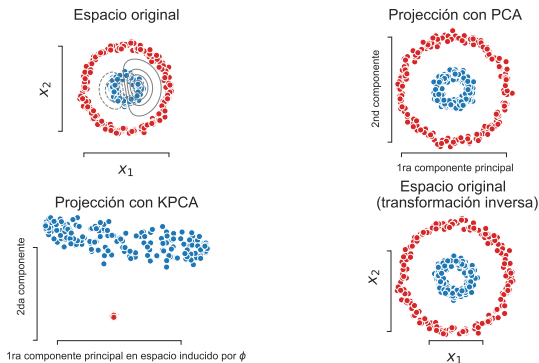 Espacio original
x₂
x₁
Projección con PCA
2nd componente
1ra componente principal
Projección con KPCA
2da componente
1ra componente principal en espacio inducido por ϕ
Espacio original
(transformación inversa)
x₂
x₁